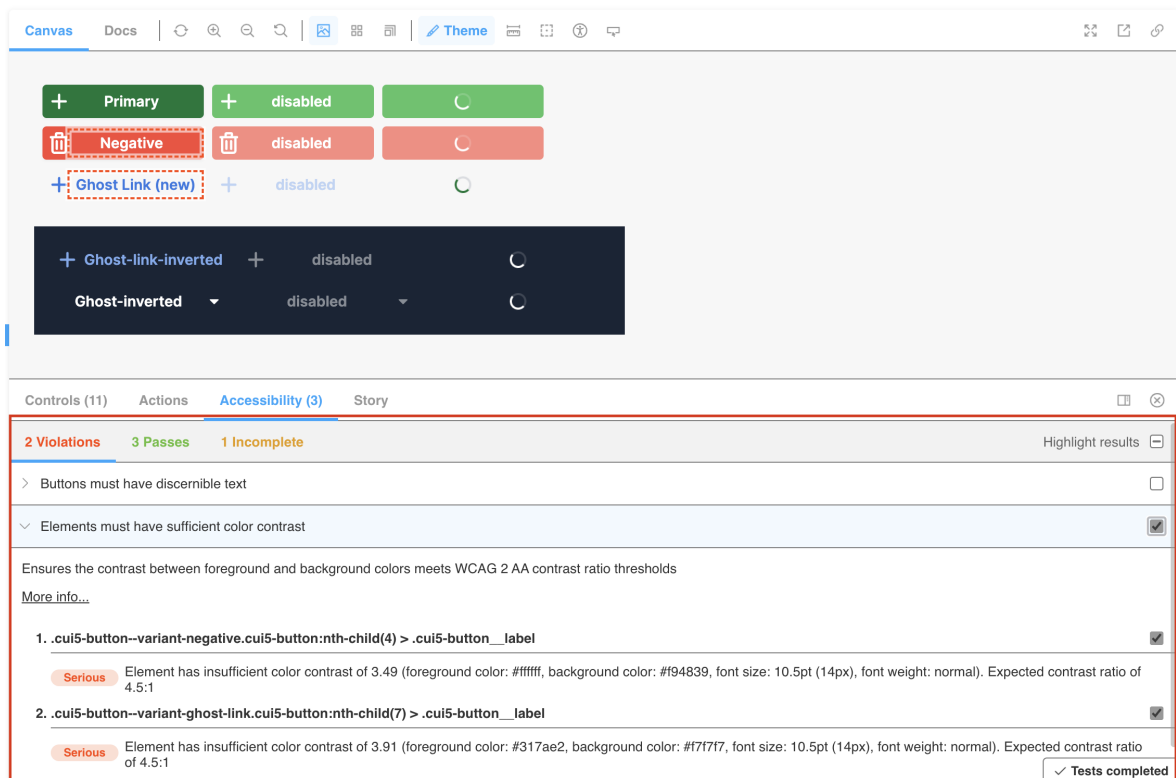 Canvas Docs Theme
Primary disabled
Negative disabled
Ghost Link (new) disabled
Ghost-link-inverted disabled
Ghost-inverted disabled
Controls (11) Actions Accessibility (3) Story
2 Violations 3 Passes 1 Incomplete Highlight results
Buttons must have discernible text
Elements must have sufficient color contrast
Ensures the contrast between foreground and background colors meets WCAG 2 AA contrast ratio thresholds
More info...
1. .cui5-button--variant-negative.cui5-button:nth-child(4) > .cui5-button__label
Serious Element has insufficient color contrast of 3.49 (foreground color: #ffffff, background color: #f94839, font size: 10.5pt (14px), font weight: normal). Expected contrast ratio of
4.5:1
2. .cui5-button--variant-ghost-link.cui5-button:nth-child(7) > .cui5-button__label
Serious Element has insufficient color contrast of 3.91 (foreground color: #317ae2, background color: #f7f7f7, font size: 10.5pt (14px), font weight: normal). Expected contrast ratio
of 4.5:1
Tests completed